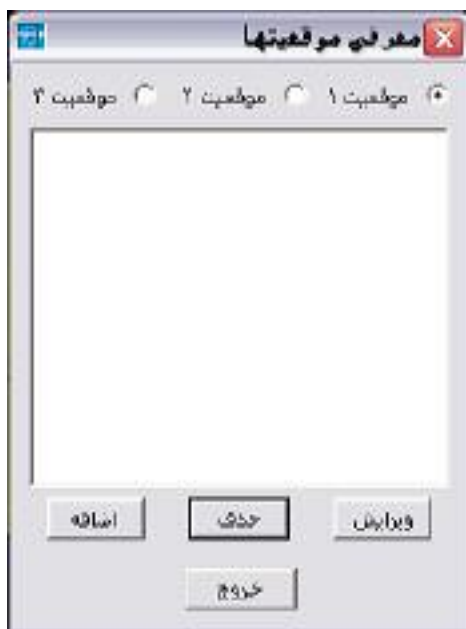 معرفی موقعیتها
موقعیت ۱ موقعیت ۲ موقعیت ۳
ویرایش حذف اضافه
خروج